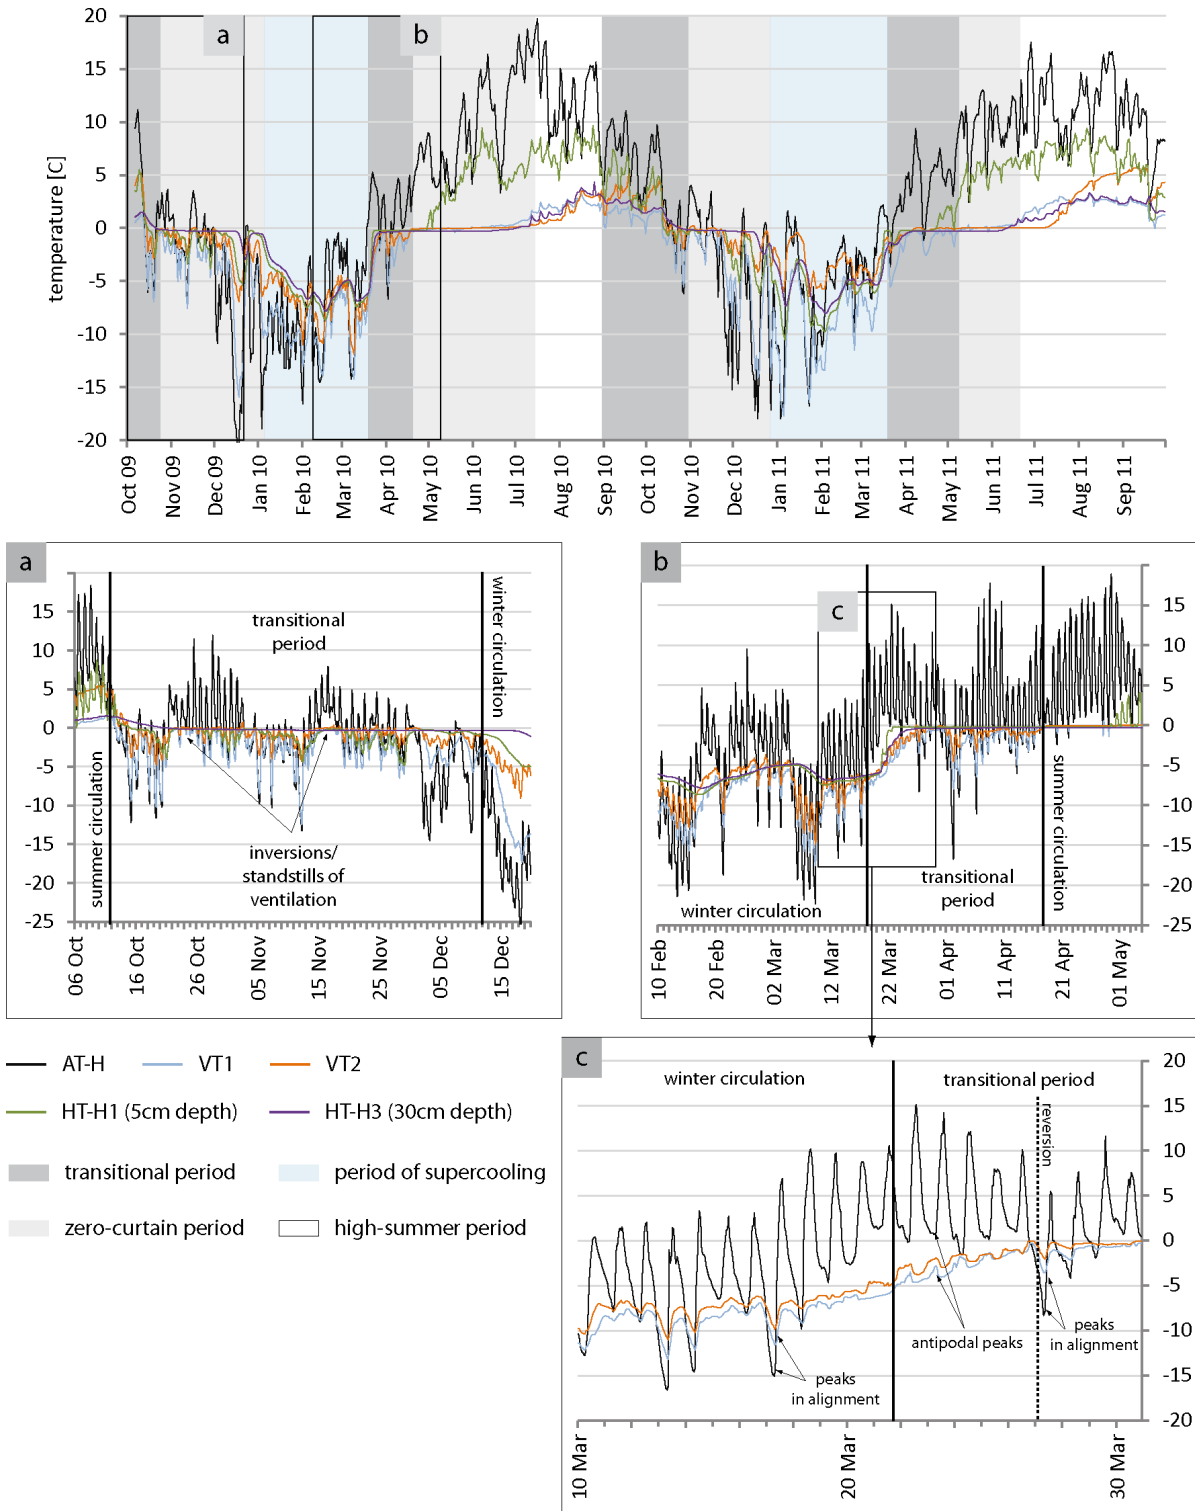 20
15
10
5
0
-5
-10
-15
-20
temperature [C]
a
b
Oct 09
Nov 09
Dec 09
Jan 10
Feb 10
Mar 10
Apr 10
May 10
Jun 10
Jul 10
Aug 10
Sep 10
Oct 10
Nov 10
Dec 10
Jan 11
Feb 11
Mar 11
Apr 11
May 11
Jun 11
Jul 11
Aug 11
Sep 11
a
15
10
5
0
-5
-10
-15
-20
-25
summer circulation
transitional
period
winter circulation
inversions/
standstills of
ventilation
06 Oct
16 Oct
26 Oct
05 Nov
15 Nov
25 Nov
05 Dec
15 Dec
b
c
15
10
5
0
-5
-10
-15
-20
-25
winter circulation
transitional
period
summer circulation
10 Feb
20 Feb
02 Mar
12 Mar
22 Mar
01 Apr
11 Apr
21 Apr
01 May
AT-H
VT1
VT2
HT-H1 (5cm depth)
HT-H3 (30cm depth)
transitional period
period of supercooling
zero-curtain period
high-summer period
c
winter circulation
transitional period
reversion
20
15
10
5
0
-5
-10
-15
-20
antipodal peaks
peaks
in alignment
peaks
in alignment
10 Mar
20 Mar
30 Mar